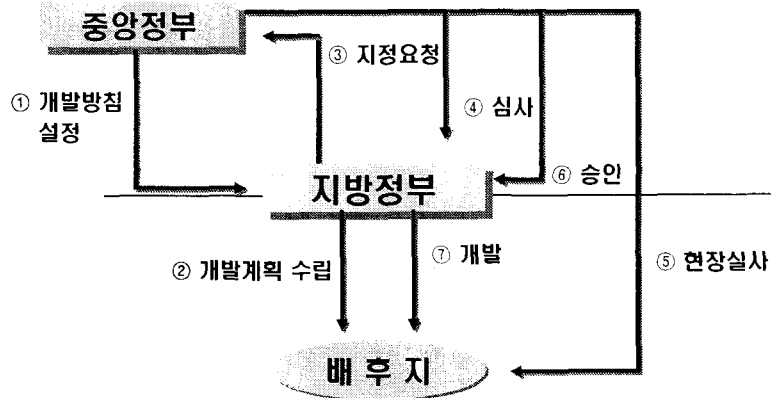 중앙정부
③ 지정요청
① 개발방침
설정
④ 심사
⑥ 승인
지방정부
② 개발계획 수립
⑦ 개발
⑤ 현장실사
배후지